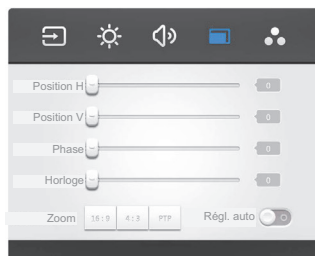 Position H 0
Position V 0
Phase 0
Horloge 0
Zoom 16:9 4:3 PTP Régl. auto